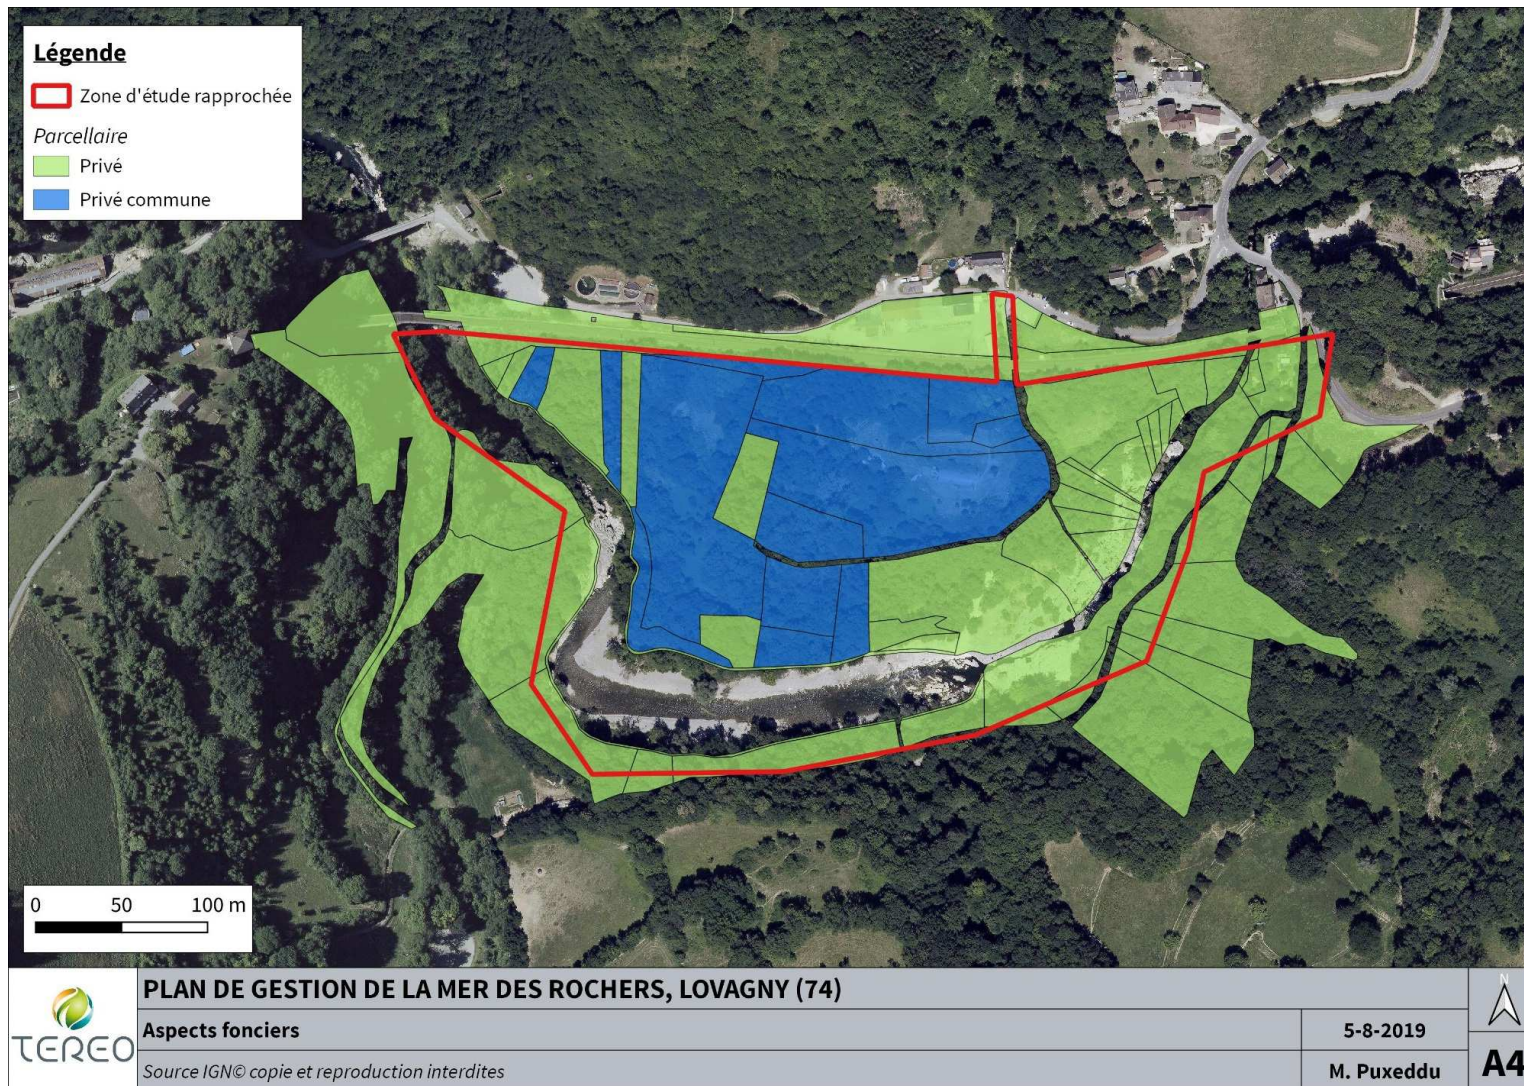 Légende
Zone d'étude rapprochée
Parcellaire
Privé
Privé commune
0 50 100 m
PLAN DE GESTION DE LA MER DES ROCHERS, LOVAGNY (74)
Aspects fonciers
5-8-2019
Source IGN© copie et reproduction interdites
M. Puxeddu
TEREO
N
A4